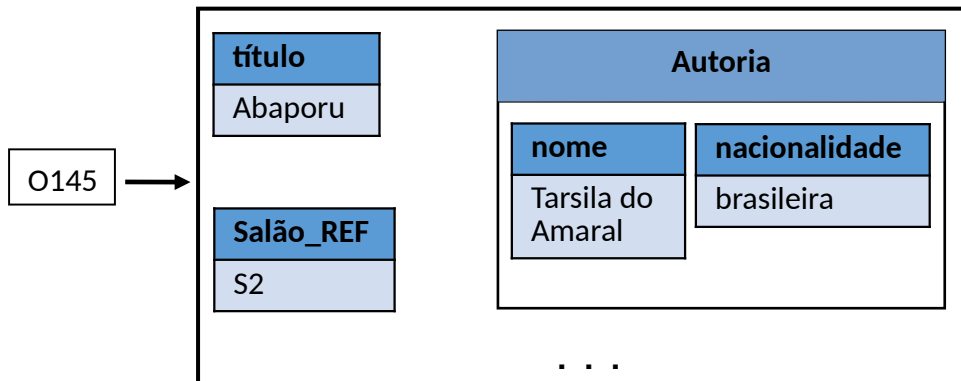 O145
título
Abaporu
Salão_REF
S2
Autoria
nome
Tarsila do
Amaral
nacionalidade
brasileira
. . .